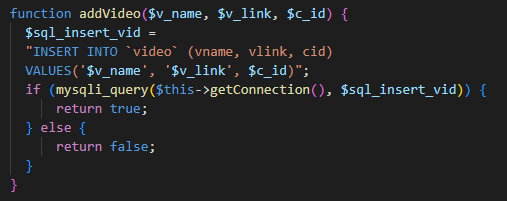 function addVideo($v_name, $v_link, $c_id) {
$sql_insert_vid =
"INSERT INTO `video` (vname, vlink, cid)
VALUES('$v_name', '$v_link', $c_id)";
if (mysqli_query($this->getConnection(), $sql_insert_vid)) {
return true;
} else {
return false;
}
}